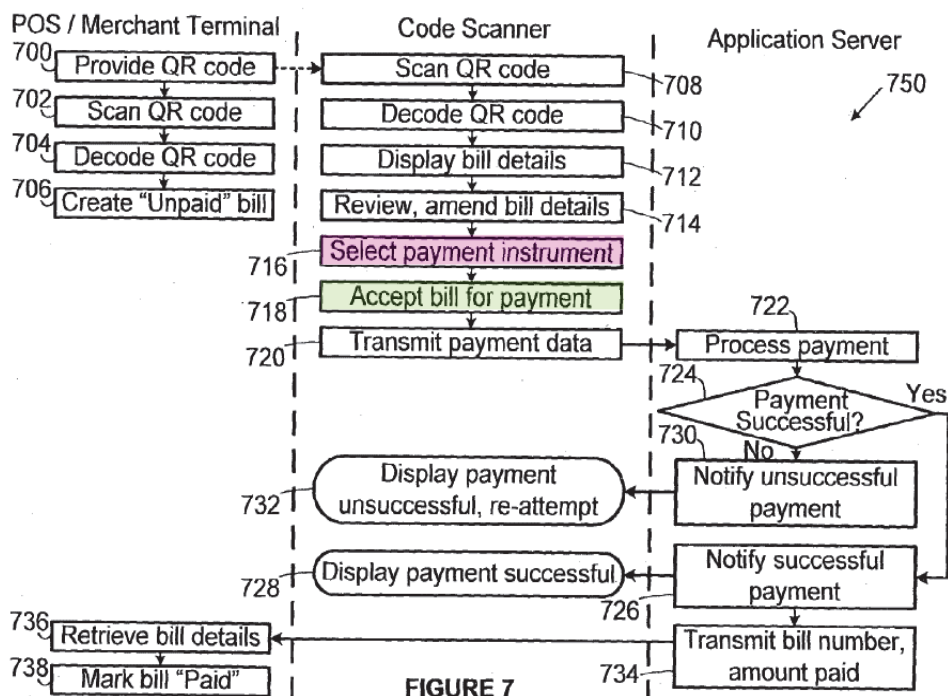 POS / Merchant Terminal
Code Scanner
Application Server
700
Provide QR code
Scan QR code
708
750
702
Scan QR code
Decode QR code
710
704
Decode QR code
Display bill details
712
706
Create “Unpaid” bill
Review, amend bill details
714
716
Select payment instrument
718
Accept bill for payment
720
Transmit payment data
722
Process payment
724
Payment
Successful?
Yes
No
730
Notify unsuccessful
payment
732
Display payment
unsuccessful, re-attempt
728
Display payment successful
Notify successful
payment
726
736
Retrieve bill details
Transmit bill number,
amount paid
734
738
Mark bill “Paid”
FIGURE 7